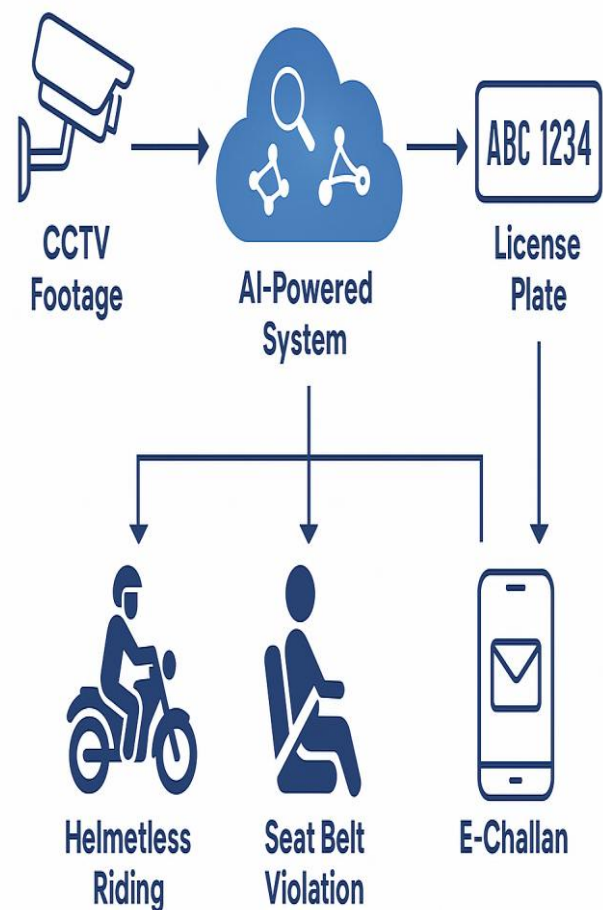 CCTV
Footage
AI-Powered
System
ABC 1234
License
Plate
Helmetless
Riding
Seat Belt
Violation
E-Challan